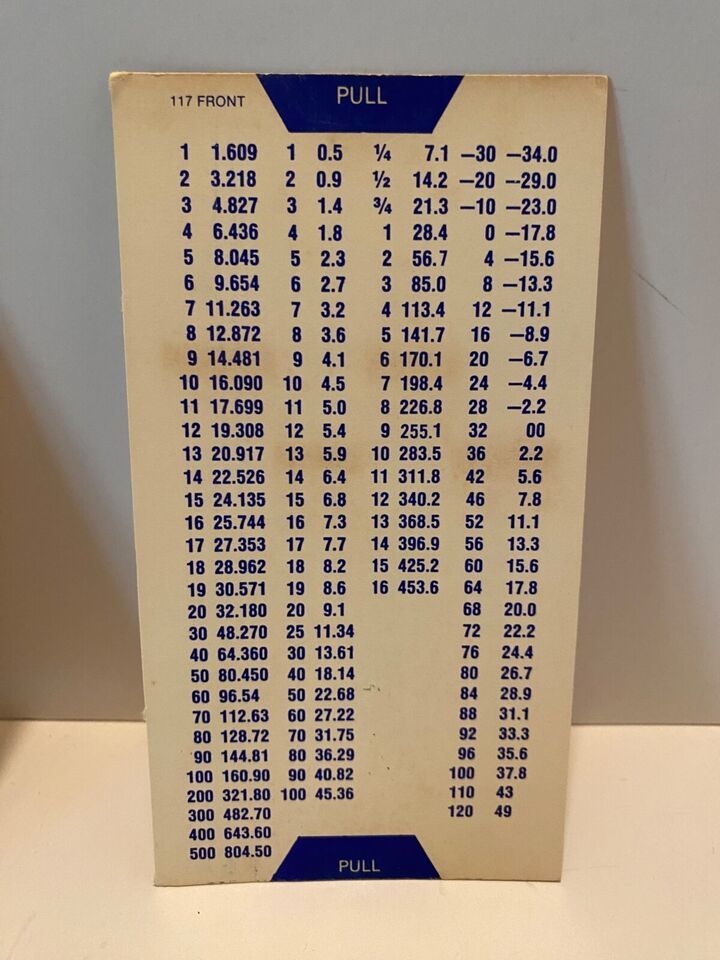 117 FRONT PULL
1 1.609 1 0.5 ¼ 7.1 –30 –34.0
2 3.218 2 0.9 ½ 14.2 –20 –29.0
3 4.827 3 1.4 ¾ 21.3 –10 –23.0
4 6.436 4 1.8 1 28.4 0 –17.8
5 8.045 5 2.3 2 56.7 4 –15.6
6 9.654 6 2.7 3 85.0 8 –13.3
7 11.263 7 3.2 4 113.4 12 –11.1
8 12.872 8 3.6 5 141.7 16 –8.9
9 14.481 9 4.1 6 170.1 20 –6.7
10 16.090 10 4.5 7 198.4 24 –4.4
11 17.699 11 5.0 8 226.8 28 –2.2
12 19.308 12 5.4 9 255.1 32 00
13 20.917 13 5.9 10 283.5 36 2.2
14 22.526 14 6.4 11 311.8 42 5.6
15 24.135 15 6.8 12 340.2 46 7.8
16 25.744 16 7.3 13 368.5 52 11.1
17 27.353 17 7.7 14 396.9 56 13.3
18 28.962 18 8.2 15 425.2 60 15.6
19 30.571 19 8.6 16 453.6 64 17.8
20 32.180 20 9.1 68 20.0
30 48.270 25 11.34 72 22.2
40 64.360 30 13.61 76 24.4
50 80.450 40 18.14 80 26.7
60 96.54 50 22.68 84 28.9
70 112.63 60 27.22 88 31.1
80 128.72 70 31.75 92 33.3
90 144.81 80 36.29 96 35.6
100 160.90 90 40.82 100 37.8
200 321.80 100 45.36 110 43
300 482.70 120 49
400 643.60
500 804.50
PULL